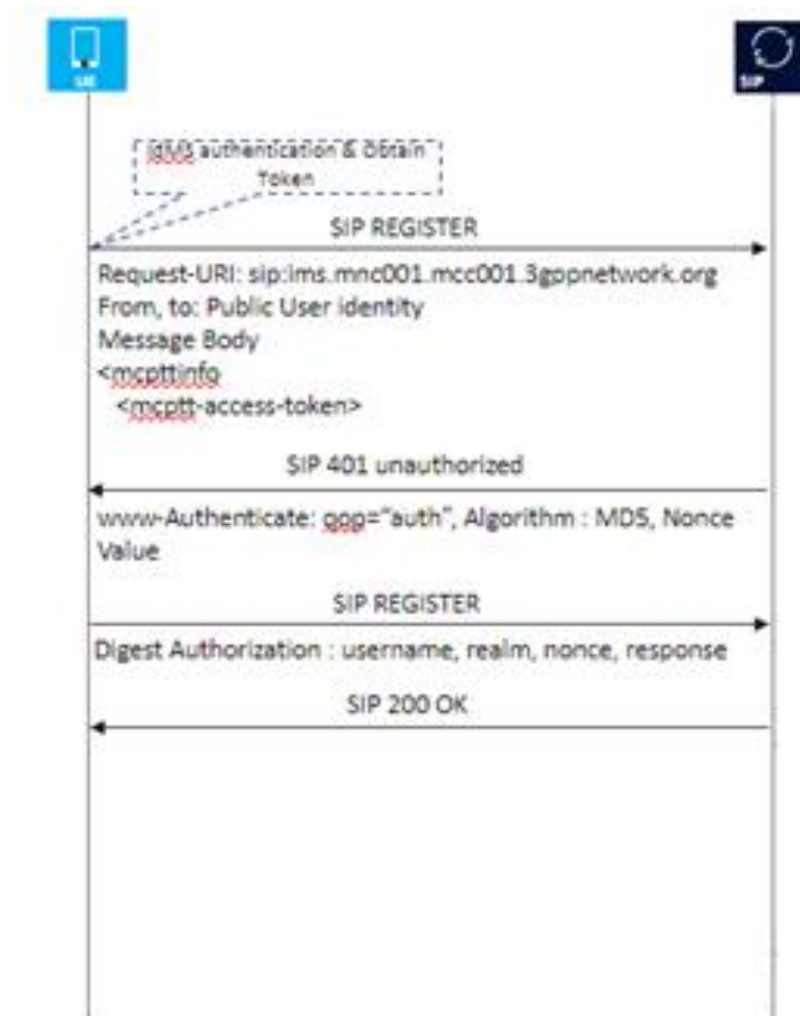 UE
SIP
IdMS authentication & Obtain
Token
SIP REGISTER
Request-URI: sip:ims.mnc001.mcc001.3gppnetwork.org
From, to: Public User identity
Message Body
<mcpttinfo
<mcptt-access-token>
SIP 401 unauthorized
www-Authenticate: qop="auth", Algorithm : MD5, Nonce
Value
SIP REGISTER
Digest Authorization : username, realm, nonce, response
SIP 200 OK